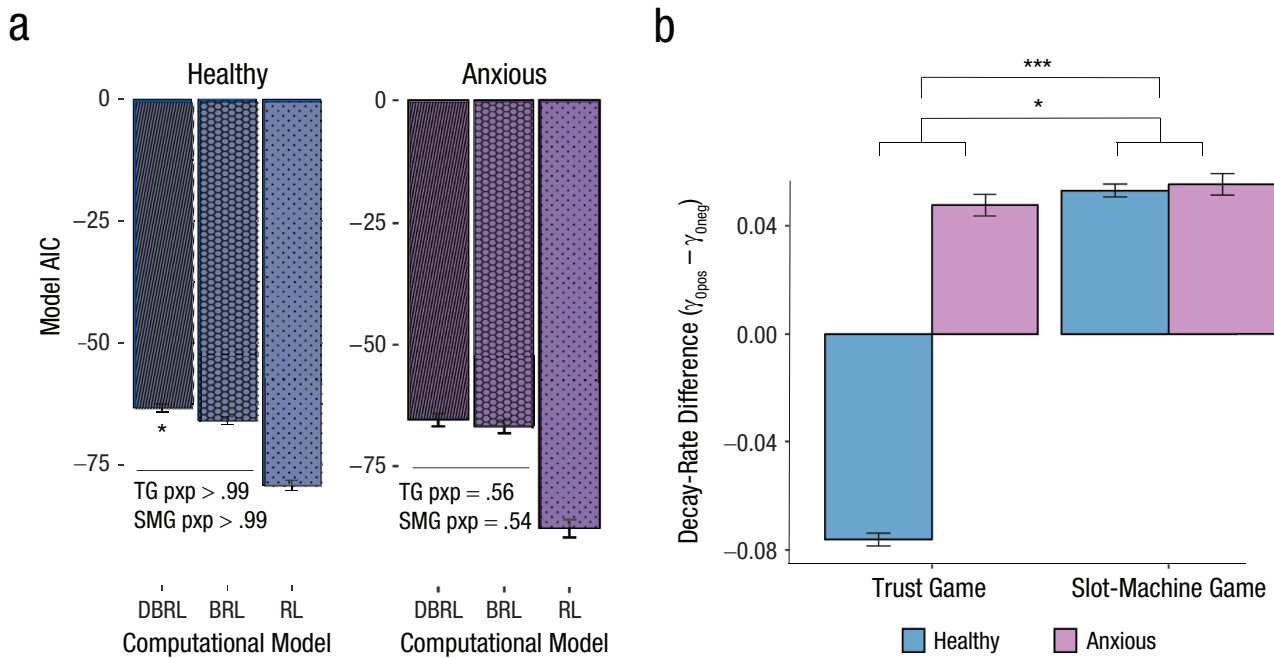 a
Healthy
Anxious
Model AIC
0
−25
−50
−75
0
−25
−50
−75
*
TG pxp > .99
SMG pxp > .99
TG pxp = .56
SMG pxp = .54
DBRL BRL RL
DBRL BRL RL
Computational Model
Computational Model
b
***
*
Decay-Rate Difference (γ0pos − γ0neg)
0.04
0.00
−0.04
−0.08
Trust Game
Slot-Machine Game
Healthy
Anxious